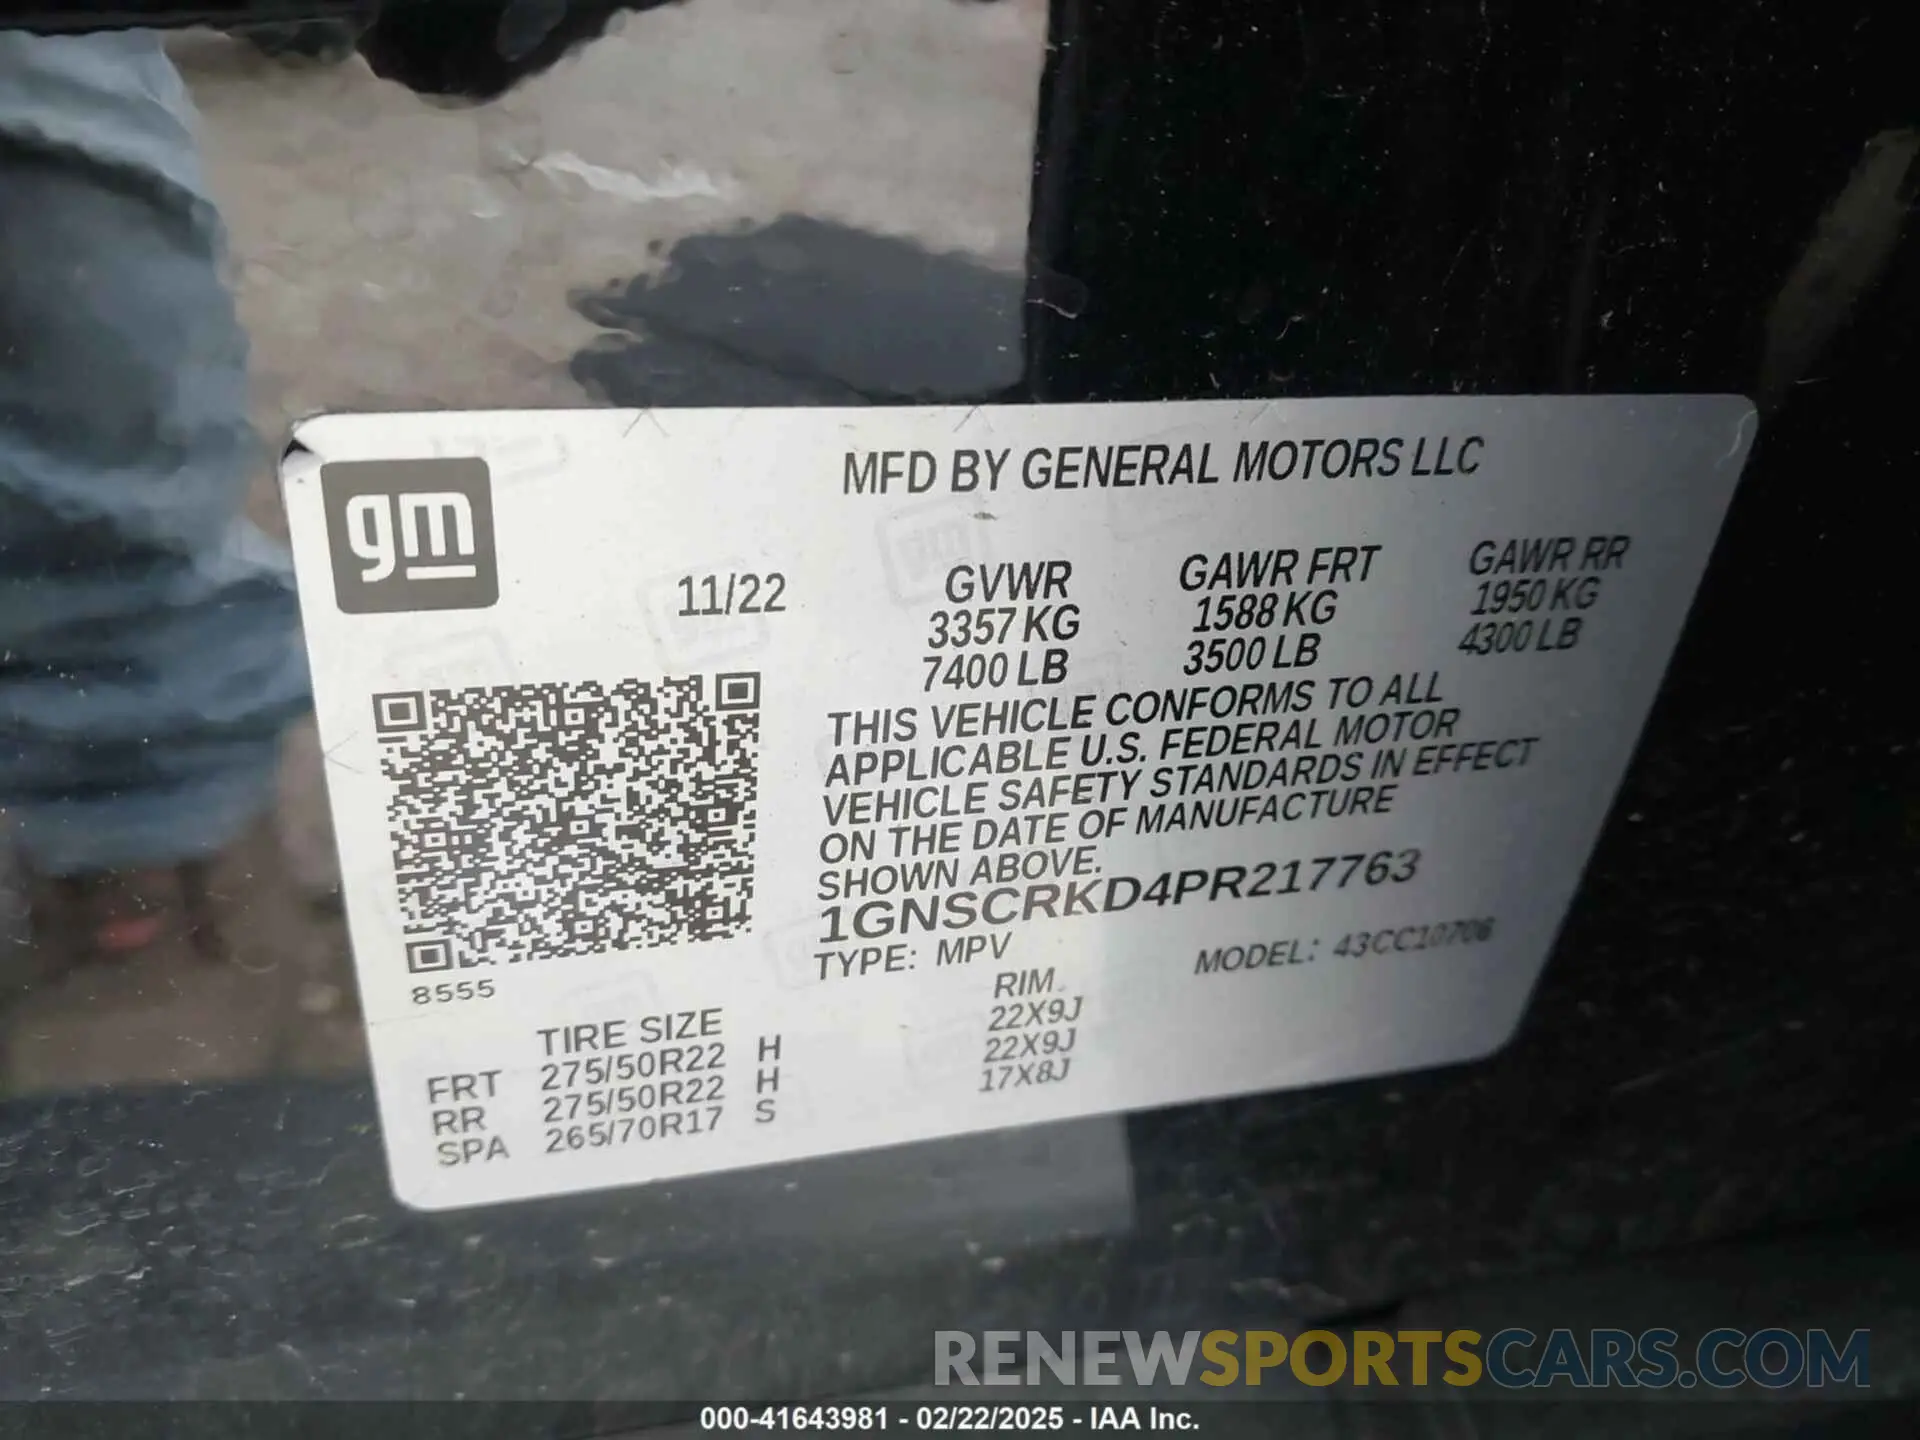 gm
MFD BY GENERAL MOTORS LLC
11/22
GVWR GAWR FRT GAWR RR
3357 KG 1588 KG 1950 KG
7400 LB 3500 LB 4300 LB
THIS VEHICLE CONFORMS TO ALL
APPLICABLE U.S. FEDERAL MOTOR
VEHICLE SAFETY STANDARDS IN EFFECT
ON THE DATE OF MANUFACTURE
SHOWN ABOVE.
1GNSCRKD4PR217763
TYPE: MPV MODEL: 43CC10706
8555
TIRE SIZE RIM
FRT 275/50R22 H 22X9J
RR 275/50R22 H 22X9J
SPA 265/70R17 S 17X8J
RENEWSPORTSCARS.COM
000-41643981 - 02/22/2025 - IAA Inc.